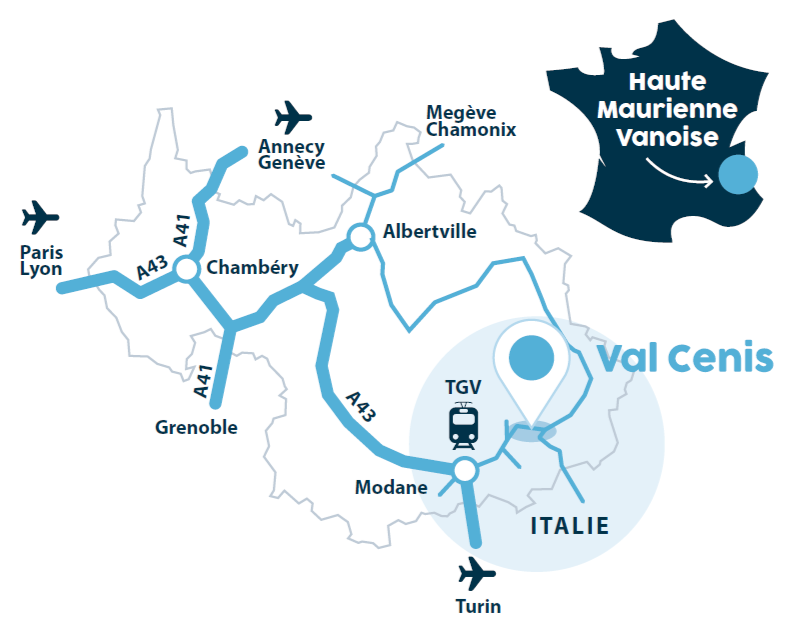 Haute
Maurienne
Vanoise
Megève
Chamonix
Annecy
Genève
Paris
Lyon
A41
A43
Chambéry
Albertville
Val Cenis
TGV
A41
A43
Grenoble
Modane
ITALIE
Turin